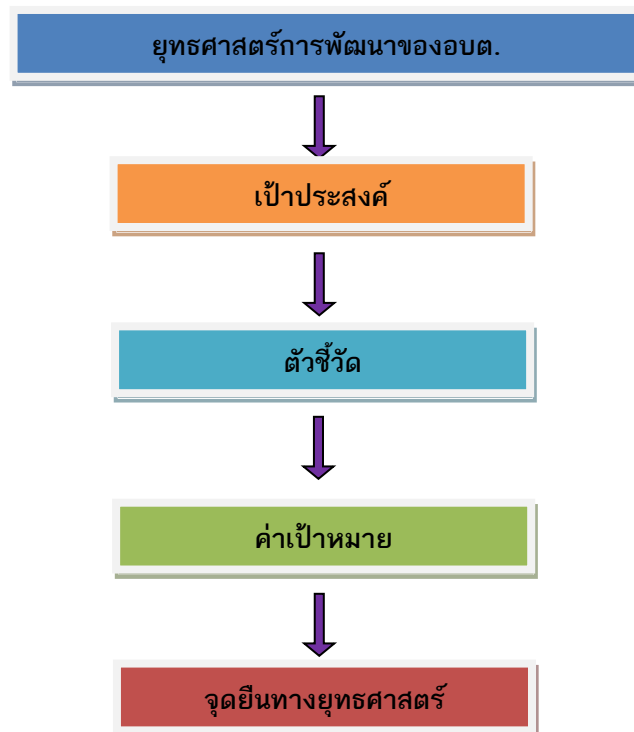 ยุทธศาสตร์การพัฒนาของอบต.
เป้าประสงค์
ตัวชี้วัด
ค่าเป้าหมาย
จุดยืนทางยุทธศาสตร์